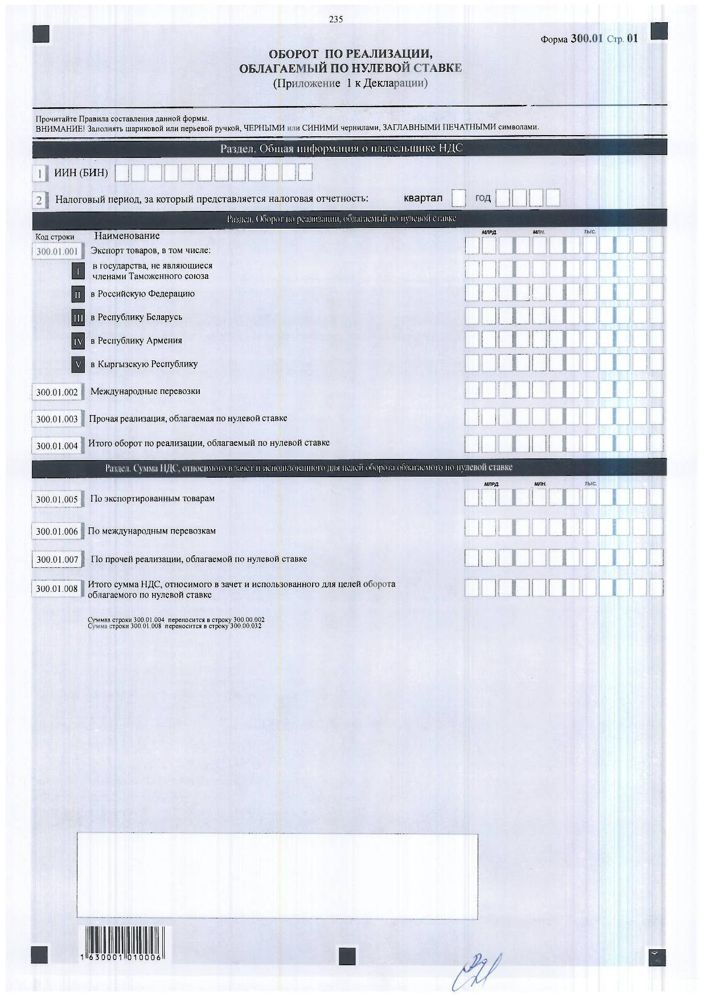 235
Форма 300.01 Стр. 01
ОБОРОТ ПО РЕАЛИЗАЦИИ,
ОБЛАГАЕМЫЙ ПО НУЛЕВОЙ СТАВКЕ
(Приложение 1 к Декларации)
Прочитайте Правила составления данной формы.
ВНИМАНИЕ! Заполнять шариковой или перьевой ручкой, ЧЕРНЫМИ или СИНИМИ чернилами, ЗАГЛАВНЫМИ ПЕЧАТНЫМИ символами.
Раздел. Общая информация о плательщике НДС
1 ИИН (БИН)
2 Налоговый период, за который представляется налоговая отчетность: квартал год
Раздел. Оборот по реализации, облагаемый по нулевой ставке
Код строки Наименование МЛРД. МЛН. ТЫС.
300.01.001 Экспорт товаров, в том числе:
I в государства, не являющиеся
членами Таможенного союза
II в Российскую Федерацию
III в Республику Беларусь
IV в Республику Армения
V в Кыргызскую Республику
300.01.002 Международные перевозки
300.01.003 Прочая реализация, облагаемая по нулевой ставке
300.01.004 Итого оборот по реализации, облагаемый по нулевой ставке
Раздел. Сумма НДС, относимого в зачет и использованного для целей оборота облагаемого по нулевой ставке
МЛРД. МЛН. ТЫС.
300.01.005 По экспортированным товарам
300.01.006 По международным перевозкам
300.01.007 По прочей реализации, облагаемой по нулевой ставке
300.01.008 Итого сумма НДС, относимого в зачет и использованного для целей оборота
облагаемого по нулевой ставке
Суммаа строки 300.01.004 переносится в строку 300.00.002
Сумма строки 300.01.008 переносится в строку 300.00.032
1 630001 010006